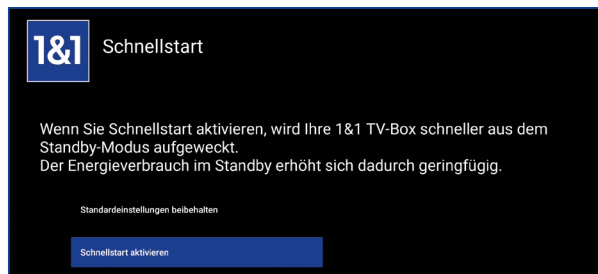 1&1
Schnellstart
Wenn Sie Schnellstart aktivieren, wird Ihre 1&1 TV-Box schneller aus dem
Standby-Modus aufgeweckt.
Der Energieverbrauch im Standby erhöht sich dadurch geringfügig.
Standardeinstellungen beibehalten
Schnellstart aktivieren